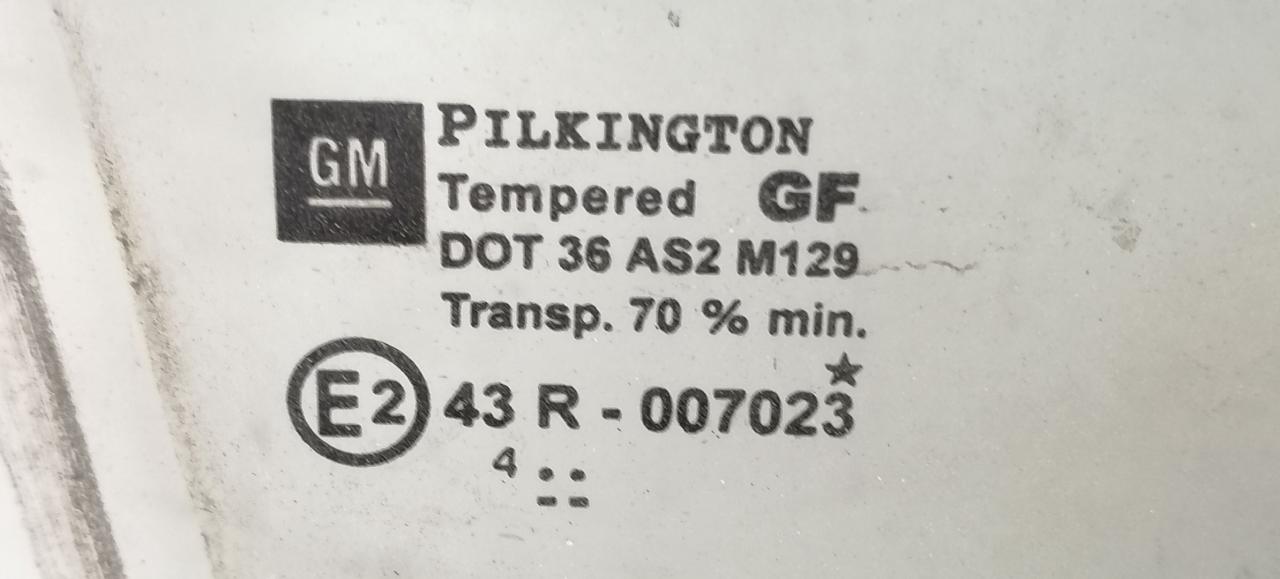 GM
PILKINGTON
Tempered GF
DOT 36 AS2 M129
Transp. 70 % min.
E2 43 R - 007023
4